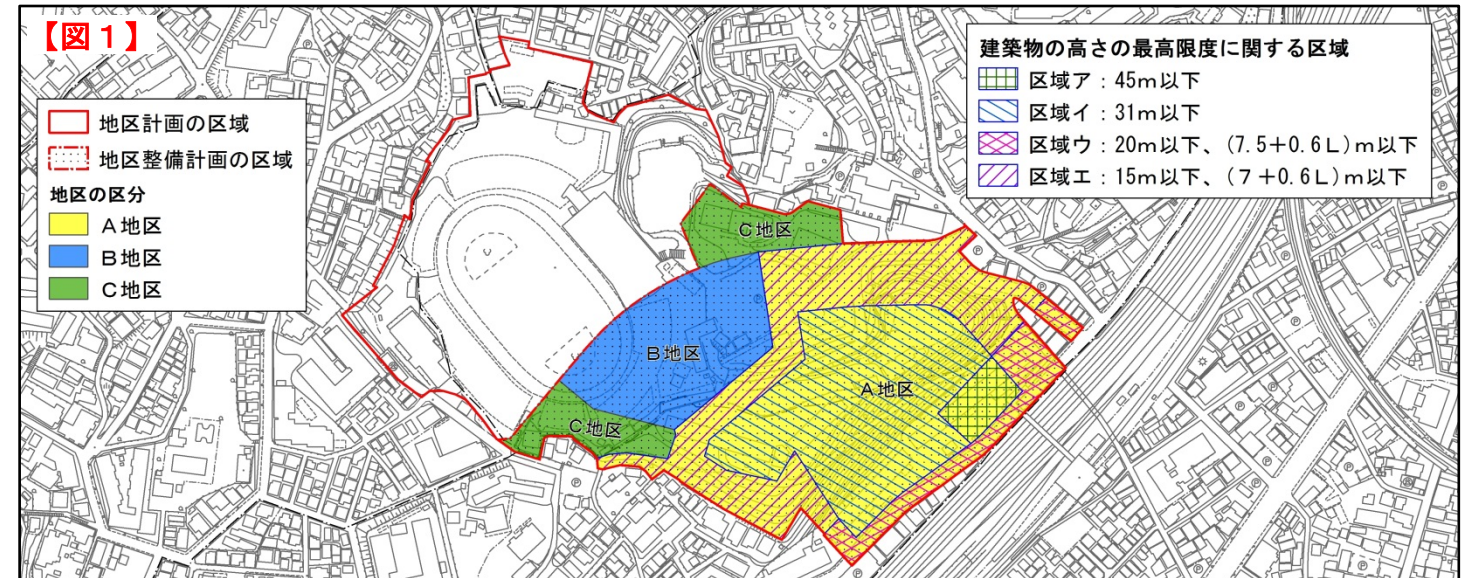 【図1】
地区計画の区域
地区整備計画の区域
地区の区分
A地区
B地区
C地区
建築物の高さの最高限度に関する区域
区域ア：45m以下
区域イ：31m以下
区域ウ：20m以下、(7.5+0.6L)m以下
区域エ：15m以下、(7+0.6L)m以下
C地区
B地区
A地区
C地区